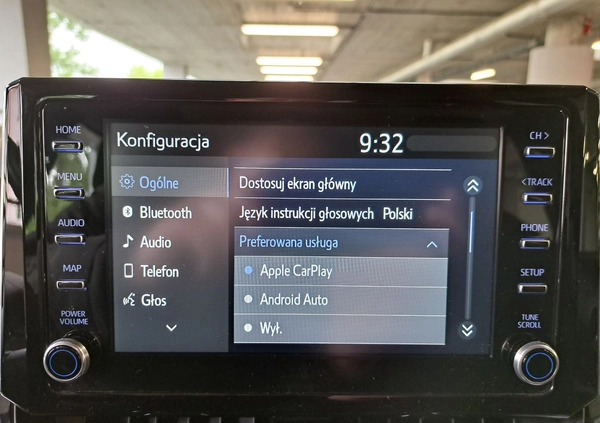 HOME
MENU
AUDIO
MAP
POWER
VOLUME
Konfiguracja
9:32
Ogólne
Bluetooth
Audio
Telefon
Głos
Dostosuj ekran główny
Język instrukcji głosowych Polski
Preferowana usługa
Apple CarPlay
Android Auto
Wył.
CH >
< TRACK
PHONE
SETUP
TUNE
SCROLL